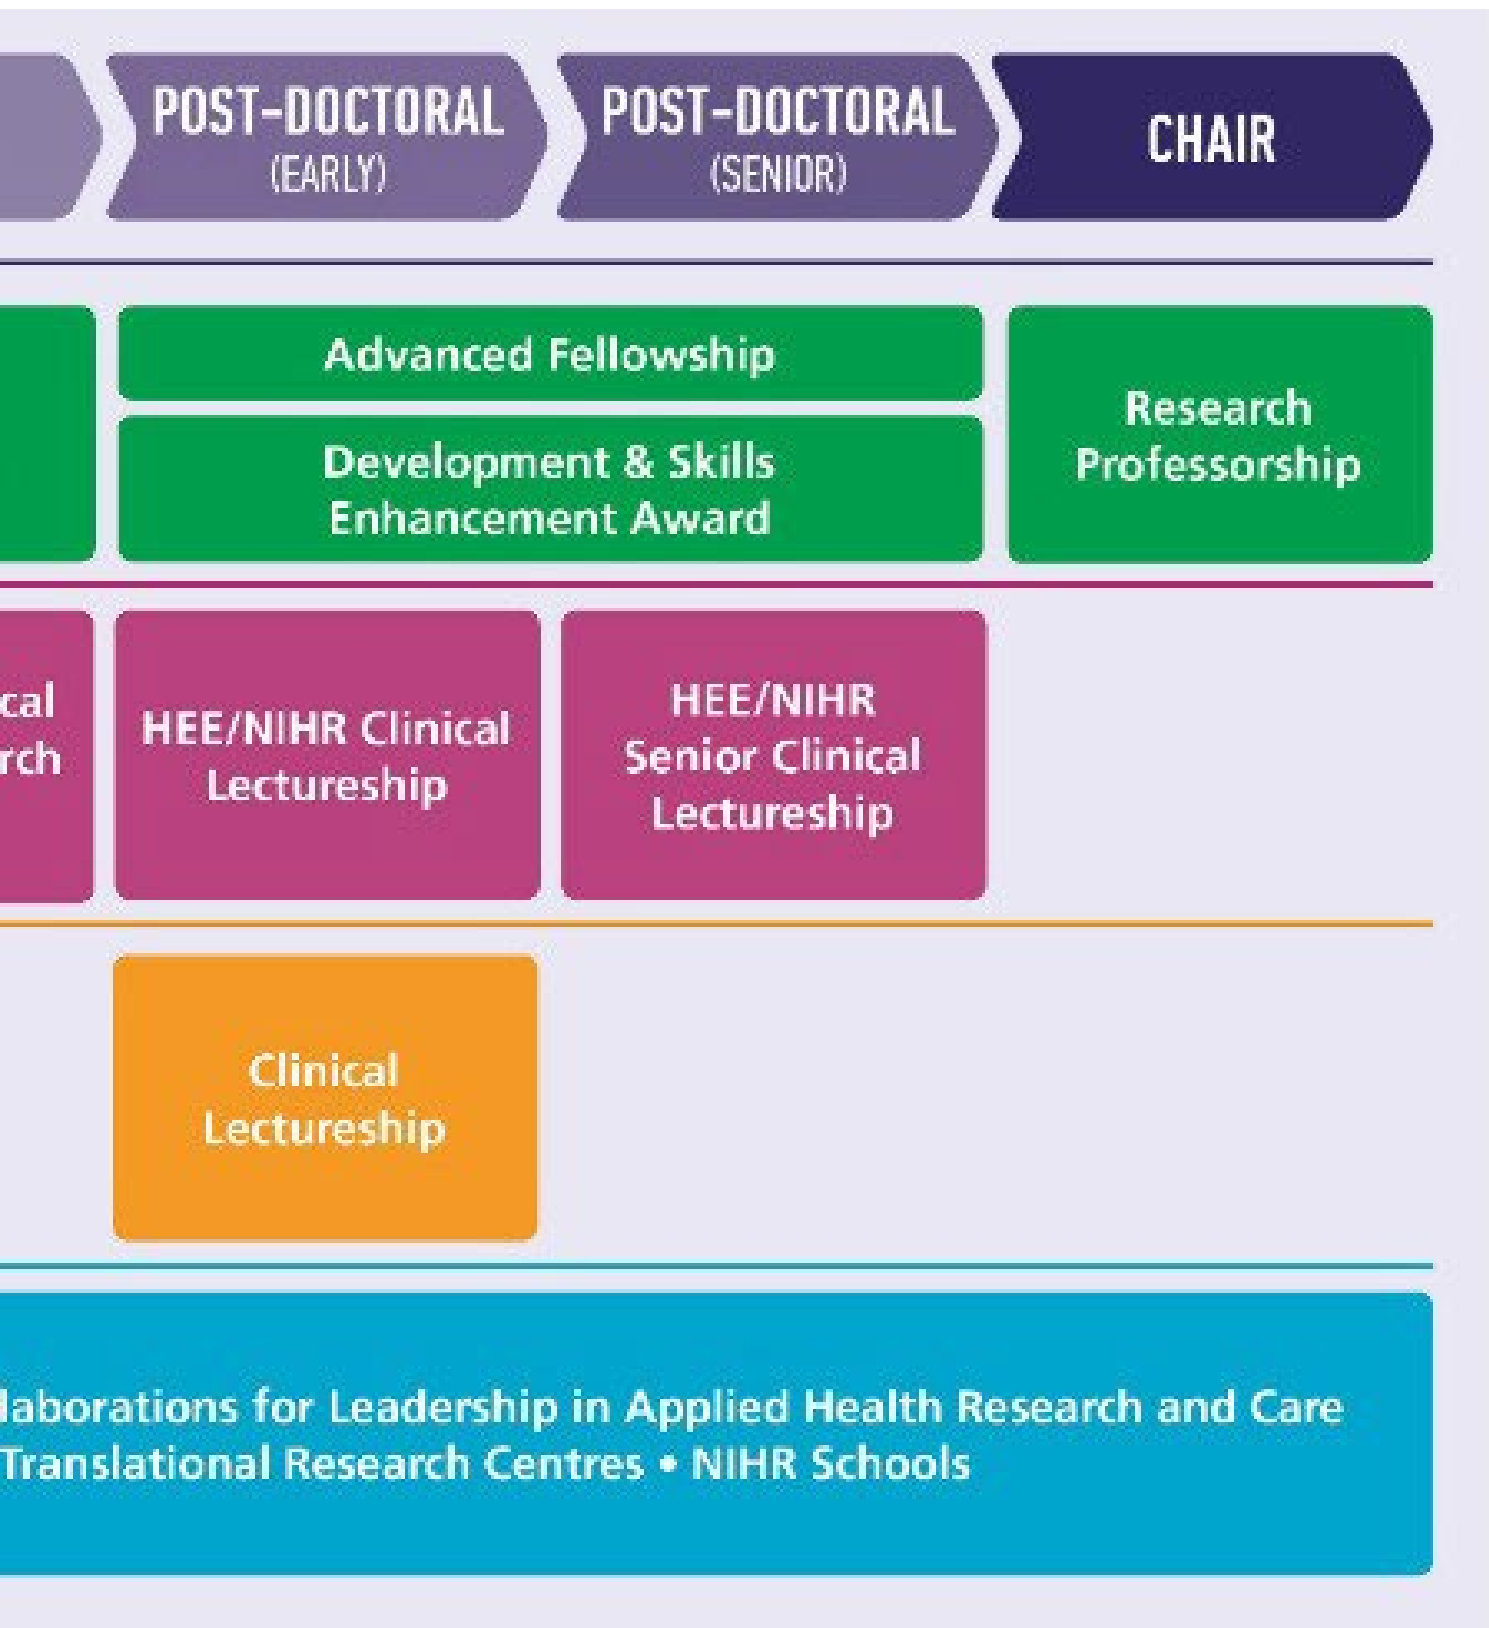 POST-DOCTORAL
(EARLY)
POST-DOCTORAL
(SENIOR)
CHAIR
Advanced Fellowship
Development & Skills
Enhancement Award
Research
Professorship
cal
rch
HEE/NIHR Clinical
Lectureship
HEE/NIHR
Senior Clinical
Lectureship
Clinical
Lectureship
laborations for Leadership in Applied Health Research and Care
Translational Research Centres • NIHR Schools